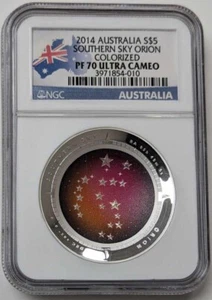 2014 AUSTRALIA S$5
SOUTHERN SKY ORION
COLORIZED
PF 70 ULTRA CAMEO
3971854-010
NGC
AUSTRALIA
ORION